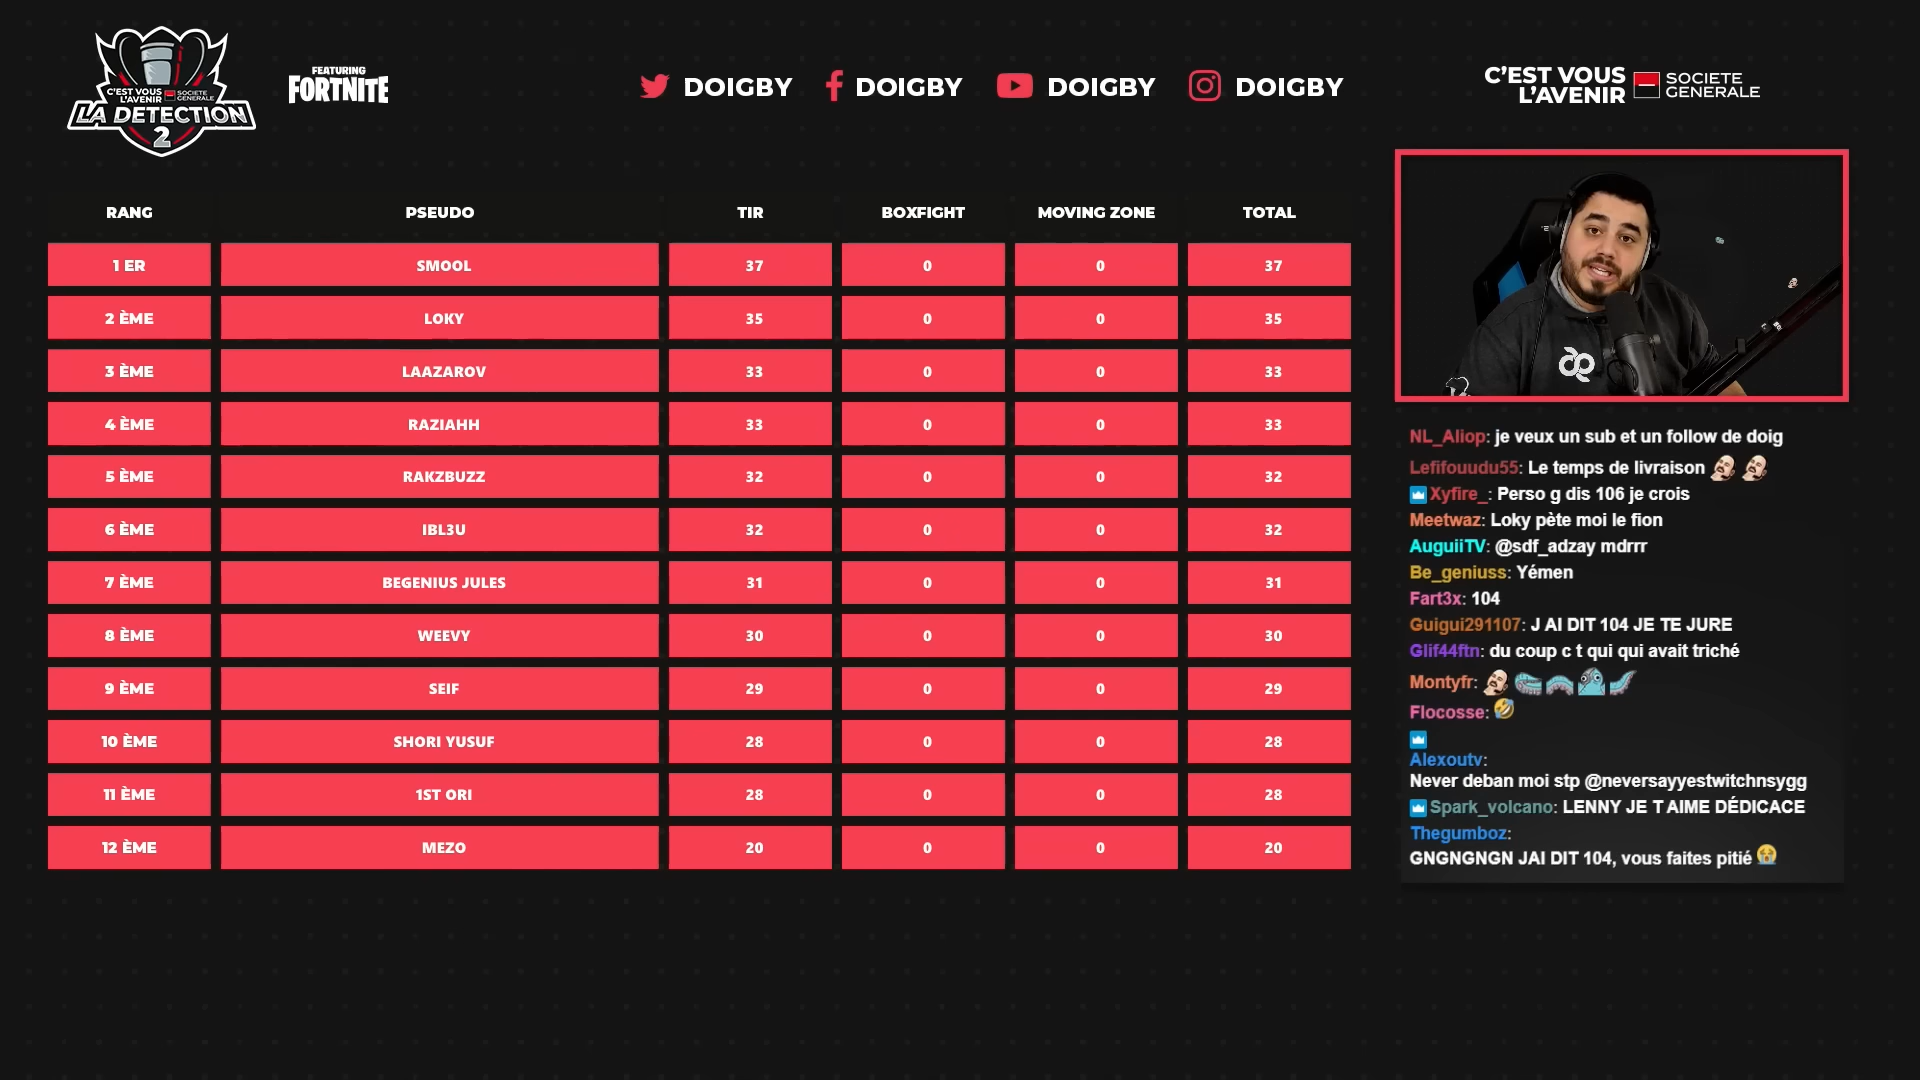 C'EST VOUS
L'AVENIR
SOCIETE
GENERALE
LA DETECTION
2
FEATURING
FORTNITE
DOIGBY DOIGBY DOIGBY DOIGBY
C'EST VOUS
L'AVENIR
SOCIETE
GENERALE
RANG PSEUDO TIR BOXFIGHT MOVING ZONE TOTAL
1 ER SMOOL 37 0 0 37
2 ÈME LOKY 35 0 0 35
3 ÈME LAAZAROV 33 0 0 33
4 ÈME RAZIAHH 33 0 0 33
5 ÈME RAKZBUZZ 32 0 0 32
6 ÈME IBL3U 32 0 0 32
7 ÈME BEGENIUS JULES 31 0 0 31
8 ÈME WEEVY 30 0 0 30
9 ÈME SEIF 29 0 0 29
10 ÈME SHORI YUSUF 28 0 0 28
11 ÈME 1ST ORI 28 0 0 28
12 ÈME MEZO 20 0 0 20
NL_Aliop: je veux un sub et un follow de doig
Lefifouudu55: Le temps de livraison
Xyfire_: Perso g dis 106 je crois
Meetwaz: Loky pète moi le fion
AuguiiTV: @sdf_adzay mdrrr
Be_geniuss: Yémen
Fart3x: 104
Guigui291107: J AI DIT 104 JE TE JURE
Glif44ftn: du coup c t qui qui avait triché
Montyfr:
Flocosse: 🤣
Alexoutv:
Never deban moi stp @neversayyestwitchnsygg
Spark_volcano: LENNY JE T AIME DÉDICACE
Thegumboz:
GNGNGNGN JAI DIT 104, vous faites pitié 😭